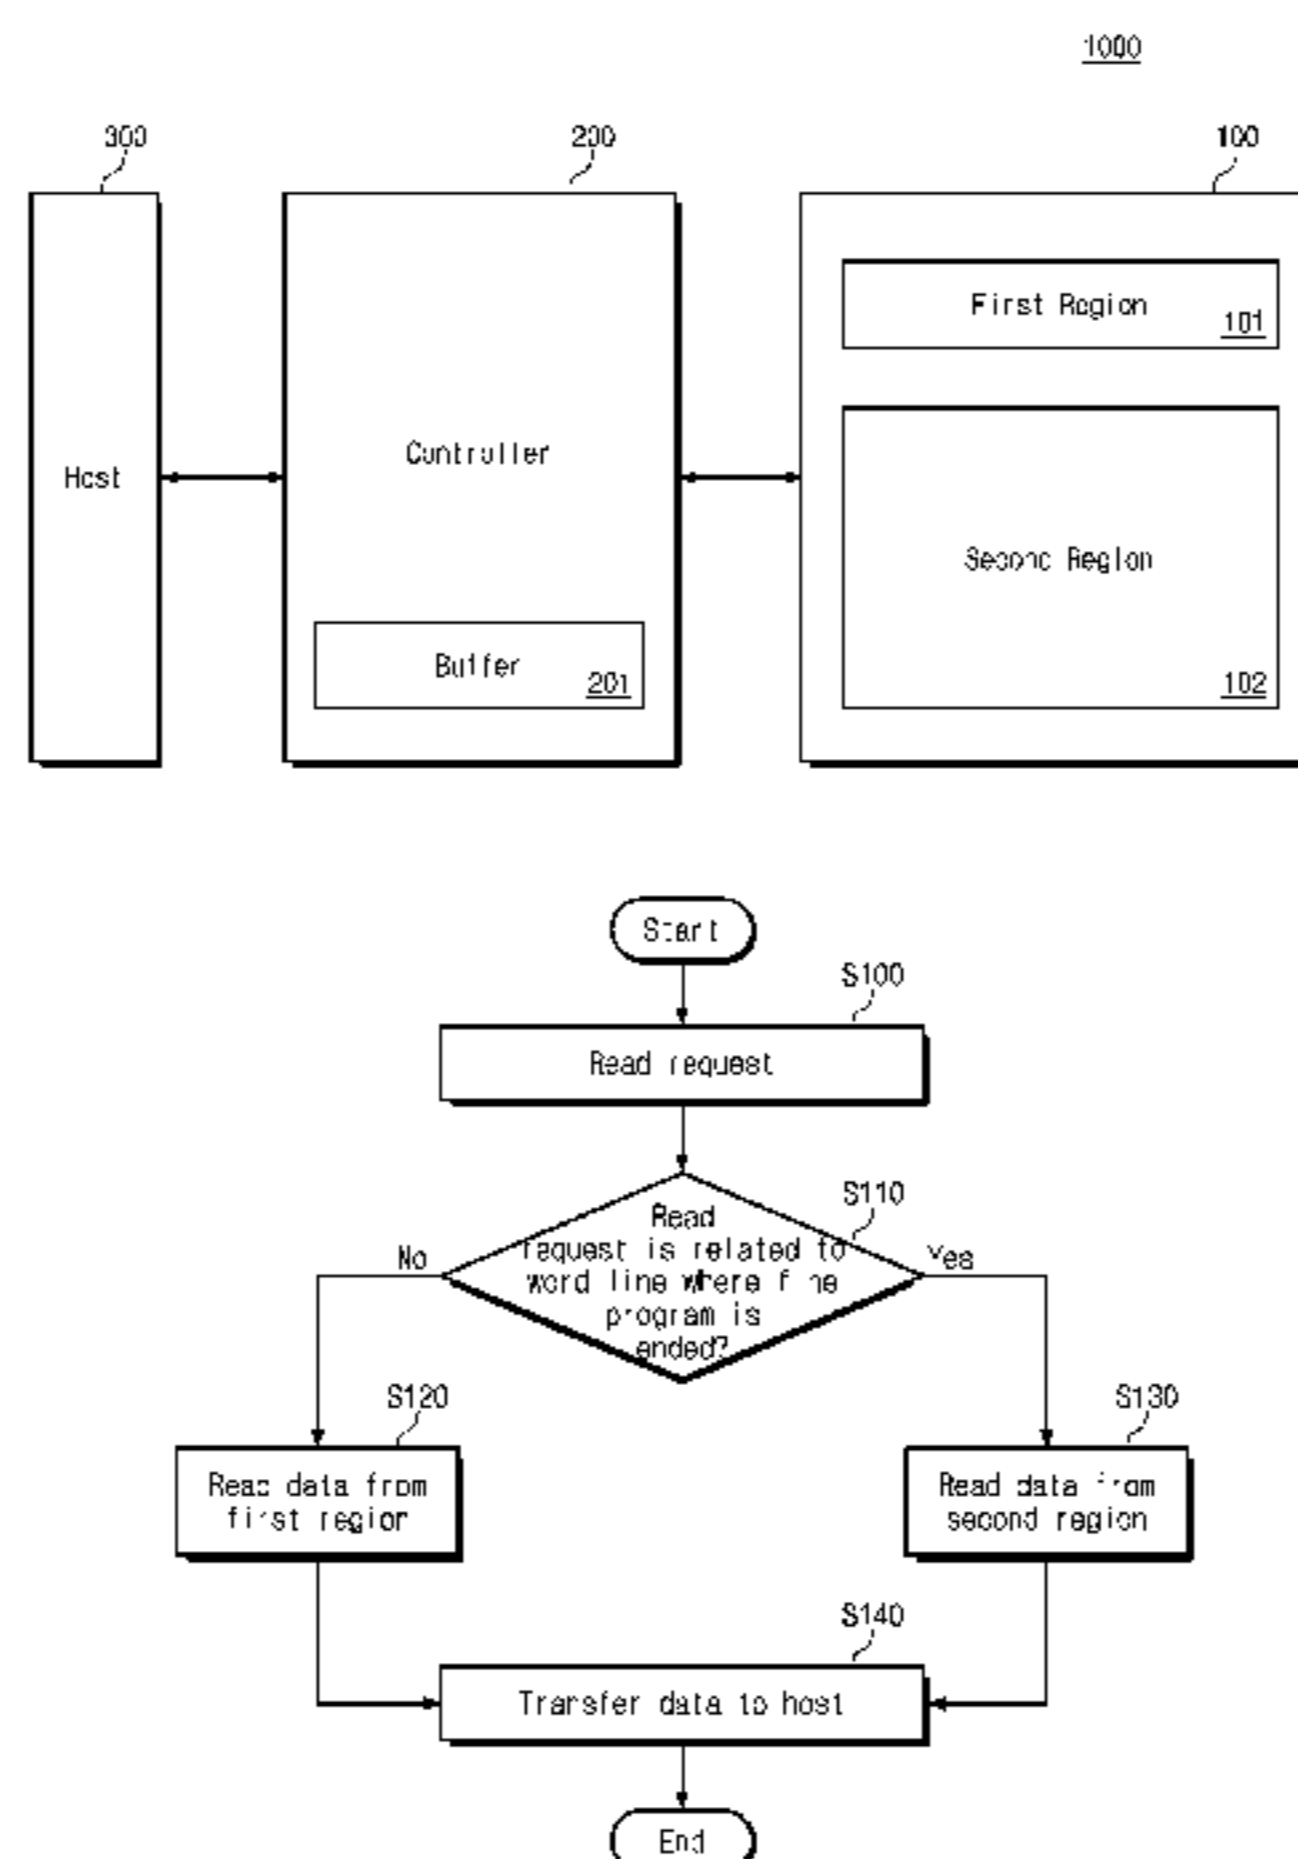 1000
300
200
100
First Region
101
Host
Controller
Second Region
Buffer
201
102
Start
S100
Read request
S110
Read
request is related to
word line where fine
program is
ended?
No
Yes
S120
S130
Read data from
first region
Read data from
second region
S140
Transfer data to host
End